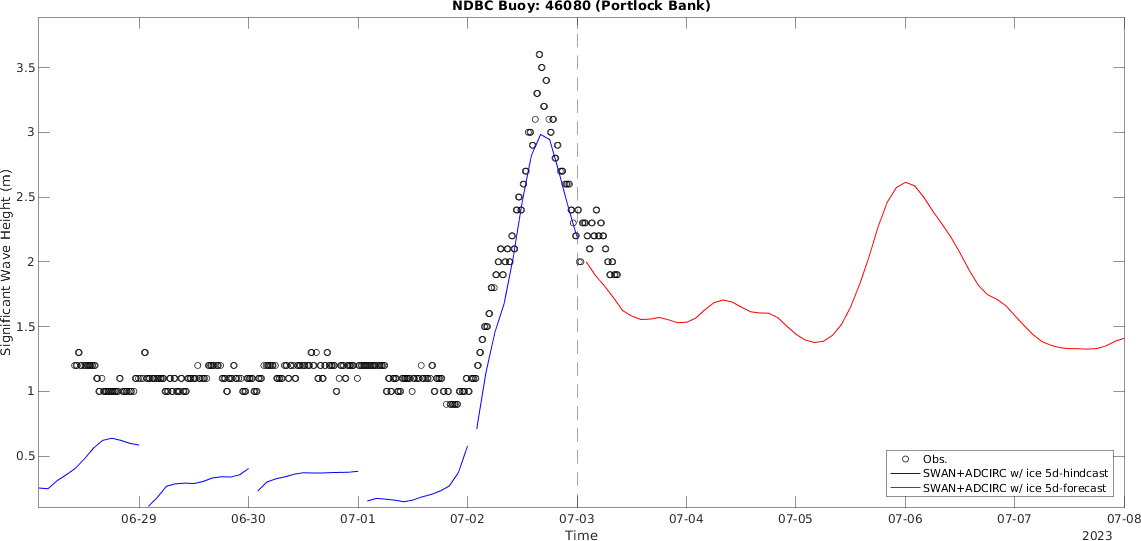 NDBC Buoy: 46080 (Portlock Bank)
Significant Wave Height (m)
3.5
3
2.5
2
1.5
1
0.5
Obs.
SWAN+ADCIRC w/ ice 5d-hindcast
SWAN+ADCIRC w/ ice 5d-forecast
06-29 06-30 07-01 07-02 07-03 07-04 07-05 07-06 07-07 07-08
Time
2023